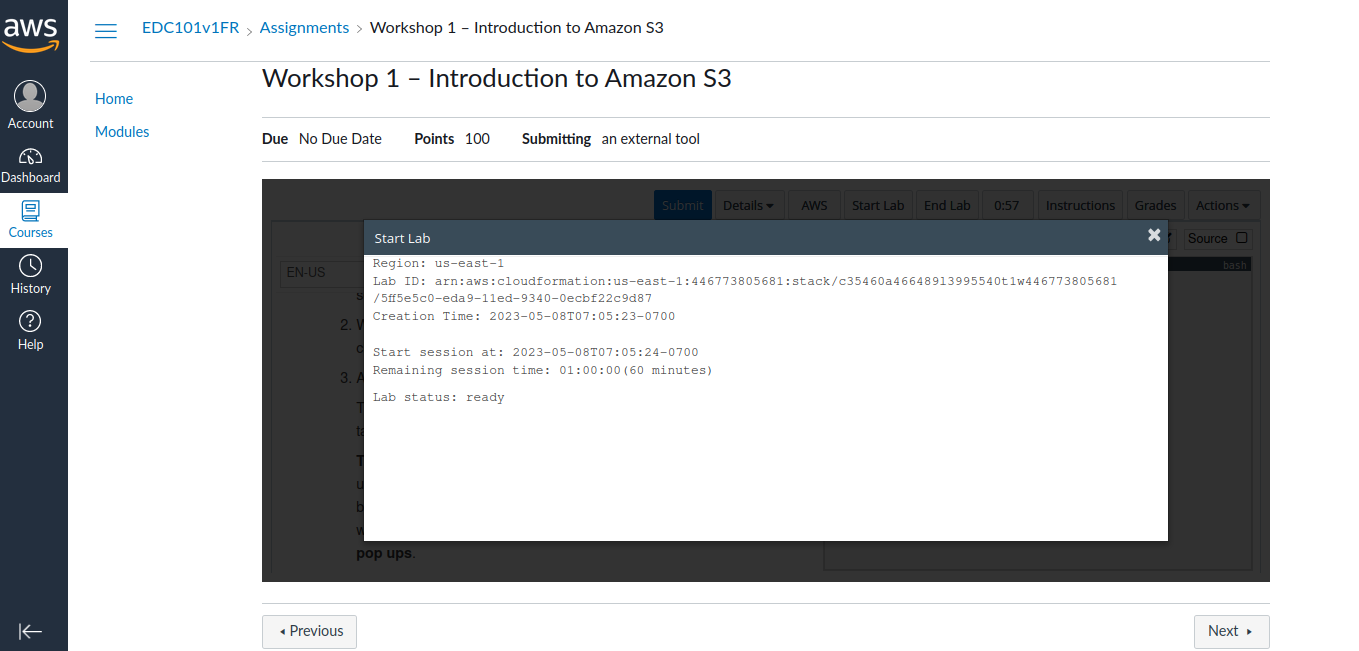 aws
EDC101v1FR > Assignments > Workshop 1 – Introduction to Amazon S3
Account
Dashboard
Courses
History
Help
Home
Modules
Workshop 1 – Introduction to Amazon S3
Due No Due Date Points 100 Submitting an external tool
Submit Details AWS Start Lab End Lab 0:57 Instructions Grades Actions
Source
EN-US
bash
2. W
3. A
pop ups.
Start Lab
Region: us-east-1
Lab ID: arn:aws:cloudformation:us-east-1:446773805681:stack/c35460a46648913995540t1w446773805681
/5ff5e5c0-eda9-11ed-9340-0ecbf22c9d87
Creation Time: 2023-05-08T07:05:23-0700
Start session at: 2023-05-08T07:05:24-0700
Remaining session time: 01:00:00(60 minutes)
Lab status: ready
Previous
Next